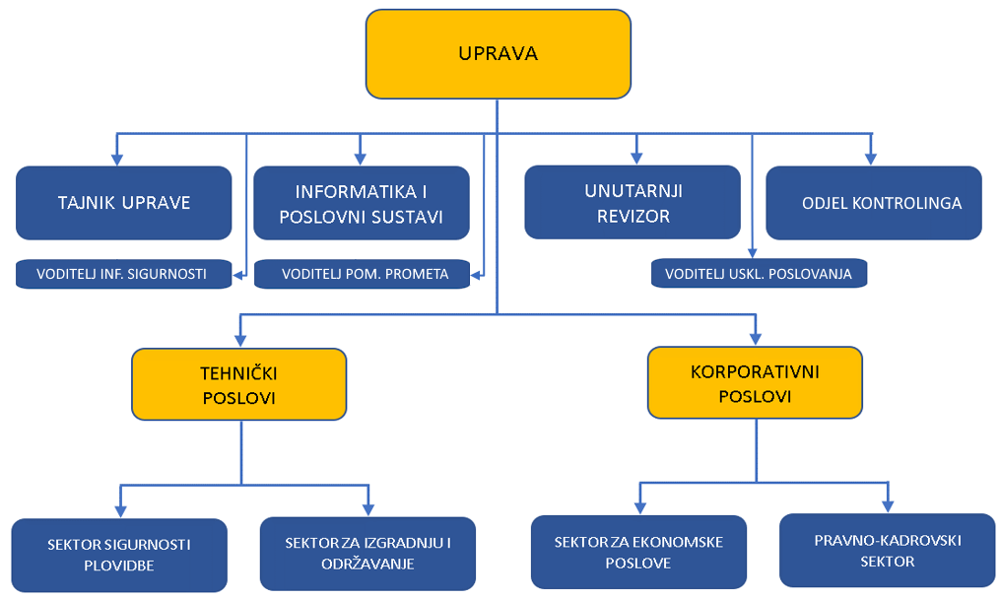 UPRAVA
TAJNIK UPRAVE
INFORMATIKA I
POSLOVNI SUSTAVI
UNUTARNJI
REVIZOR
ODJEL KONTROLINGA
VODITELJ INF. SIGURNOSTI
VODITELJ POM. PROMETA
VODITELJ USKL. POSLOVANJA
TEHNIČKI
POSLOVI
KORPORATIVNI
POSLOVI
SEKTOR SIGURNOSTI
PLOVIDBE
SEKTOR ZA IZGRADNJU I
ODRŽAVANJE
SEKTOR ZA EKONOMSKE
POSLOVE
PRAVNO-KADROVSKI
SEKTOR